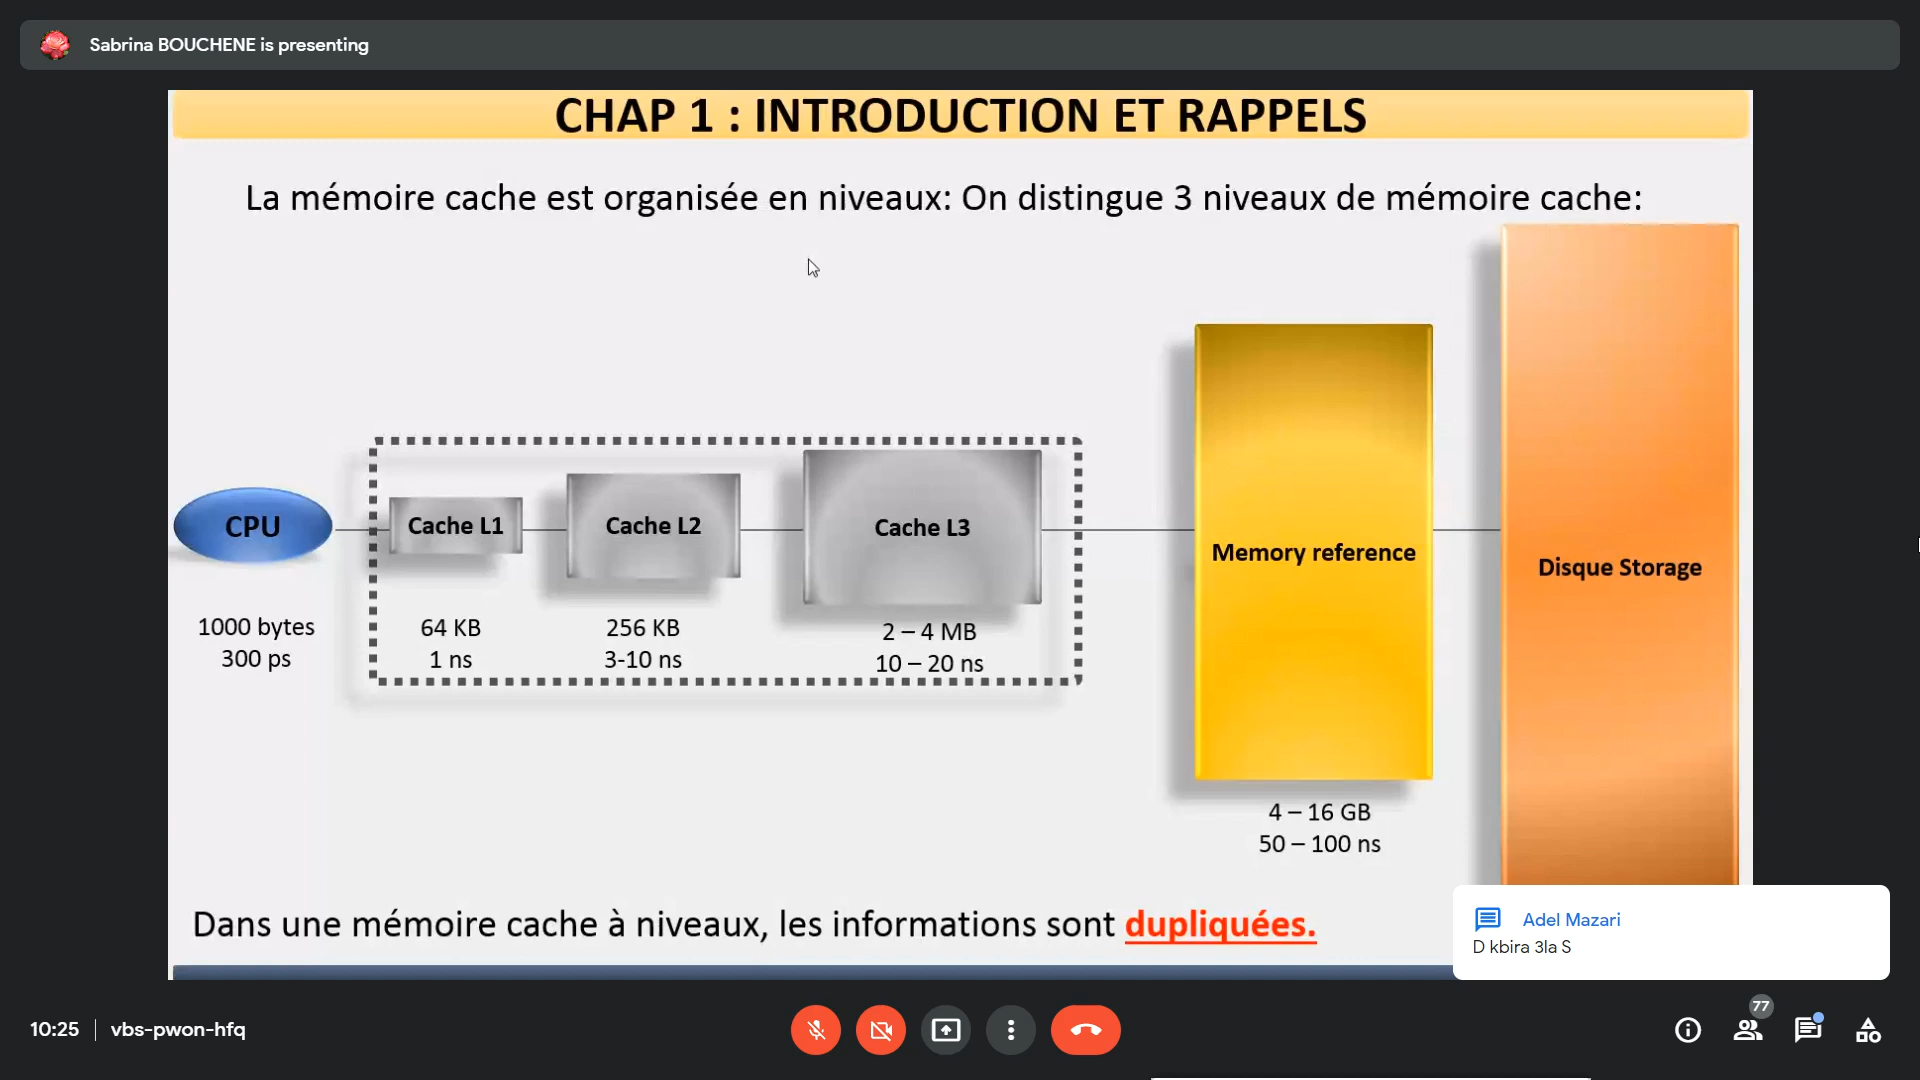 Sabrina BOUCHENE is presenting
CHAP 1 : INTRODUCTION ET RAPPELS
La mémoire cache est organisée en niveaux: On distingue 3 niveaux de mémoire cache:
CPU
Cache L1
Cache L2
Cache L3
Memory reference
Disque Storage
1000 bytes
300 ps
64 KB
1 ns
256 KB
3-10 ns
2 – 4 MB
10 – 20 ns
4 – 16 GB
50 – 100 ns
Dans une mémoire cache à niveaux, les informations sont dupliquées.
Adel Mazari
D kbira 3la S
10:25 | vbs-pwon-hfq
77